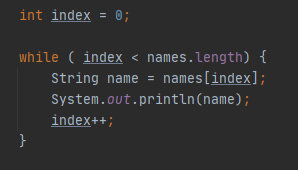 int index = 0;
while ( index < names.length) {
String name = names[index];
System.out.println(name);
index++;
}